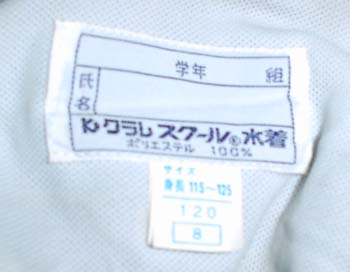 学年 組
氏名
クラレスクール®水着
ポリエステル 100%
サイズ
身長 115~125
120
8